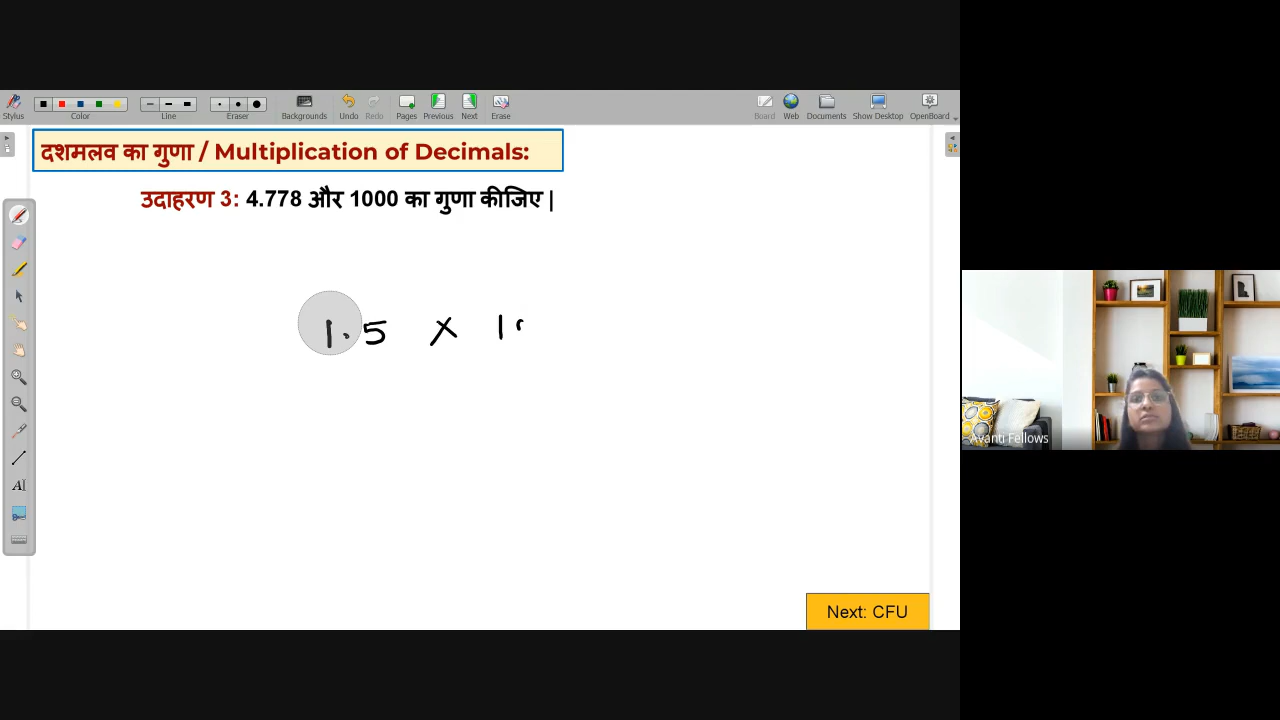 Stylus
Color
Line
Eraser
Backgrounds
Undo
Redo
Pages
Previous
Next
Erase
Board
Web
Documents
Show Desktop
OpenBoard
दशमलव का गुणा / Multiplication of Decimals:
उदाहरण 3: 4.778 और 1000 का गुणा कीजिए |
1.5 × 1
Next: CFU
Avanti Fellows